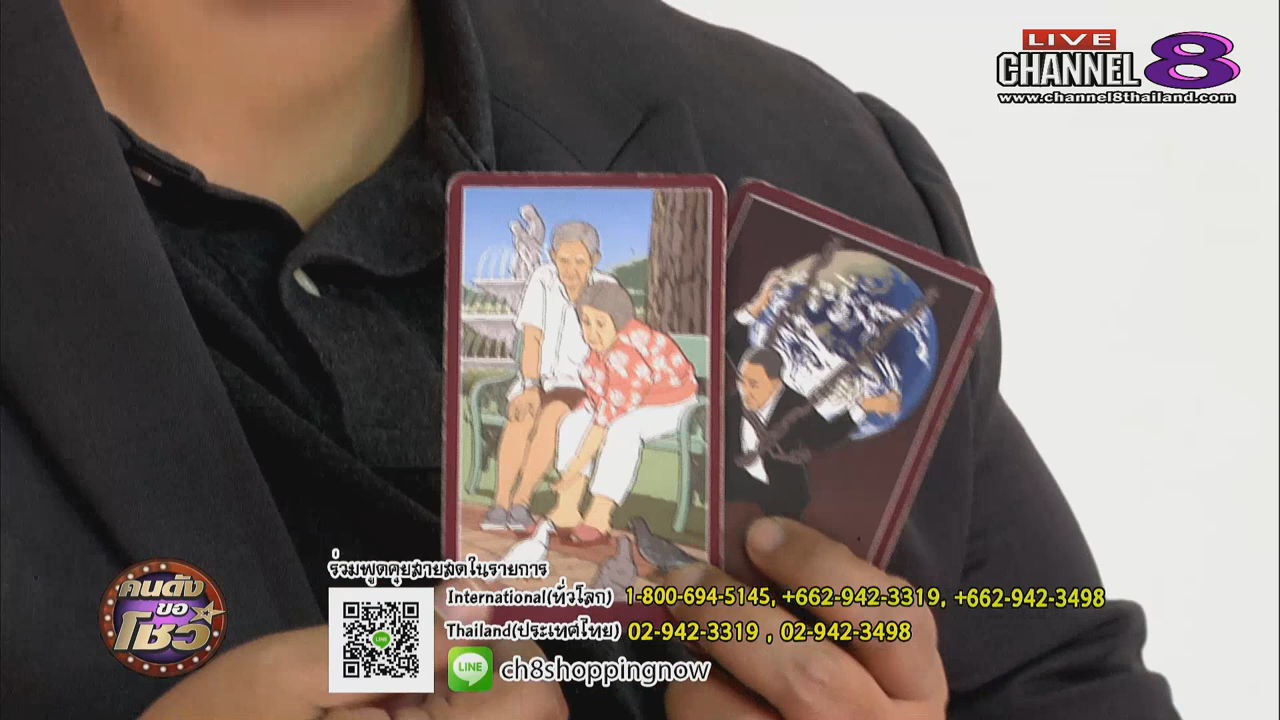 LIVE
CHANNEL 8
www.channel8thailand.com
ร่วมพูดคุยสายสดในรายการ
International(ทั่วโลก) 1-800-694-5145, +662-942-3319, +662-942-3498
Thailand(ประเทศไทย) 02-942-3319 , 02-942-3498
LINE ch8shoppingnow
คนดัง
ขอ
โชว์